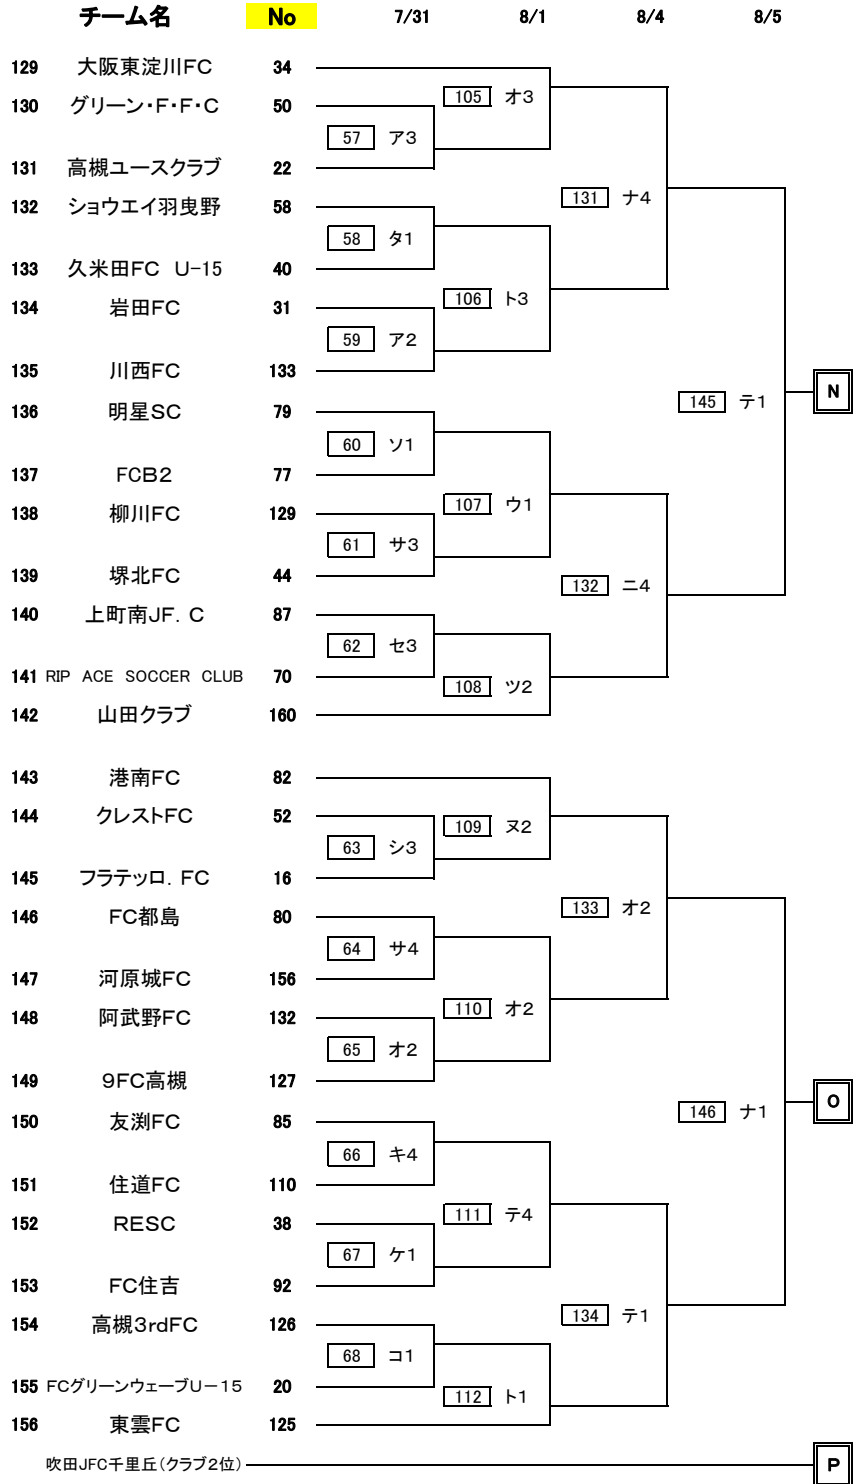 チーム名 No 7/31 8/1 8/4 8/5
129 大阪東淀川FC 34
105 オ3
130 グリーン・F・F・C 50
57 ア3
131 高槻ユースクラブ 22
131 ナ4
132 ショウエイ羽曳野 58
58 タ1
133 久米田FC U-15 40
106 ト3
134 岩田FC 31
59 ア2
135 川西FC 133
N
145 テ1
136 明星SC 79
60 ソ1
137 FCB2 77
107 ウ1
138 柳川FC 129
61 サ3
139 堺北FC 44
132 ニ4
140 上町南JF.C 87
62 セ3
141 RIP ACE SOCCER CLUB 70
108 ツ2
142 山田クラブ 160
143 港南FC 82
144 クレストFC 52
109 ヌ2
63 シ3
145 フラテッロ.FC 16
133 オ2
146 FC都島 80
64 サ4
147 河原城FC 156
110 オ2
148 阿武野FC 132
65 オ2
149 9FC高槻 127
O
146 ナ1
150 友渕FC 85
66 キ4
151 住道FC 110
111 テ4
152 RESC 38
67 ケ1
153 FC住吉 92
134 テ1
154 高槻3rdFC 126
68 コ1
155 FCグリーンウェーブU-15 20
112 ト1
156 東雲FC 125
吹田JFC千里丘(クラブ2位) P